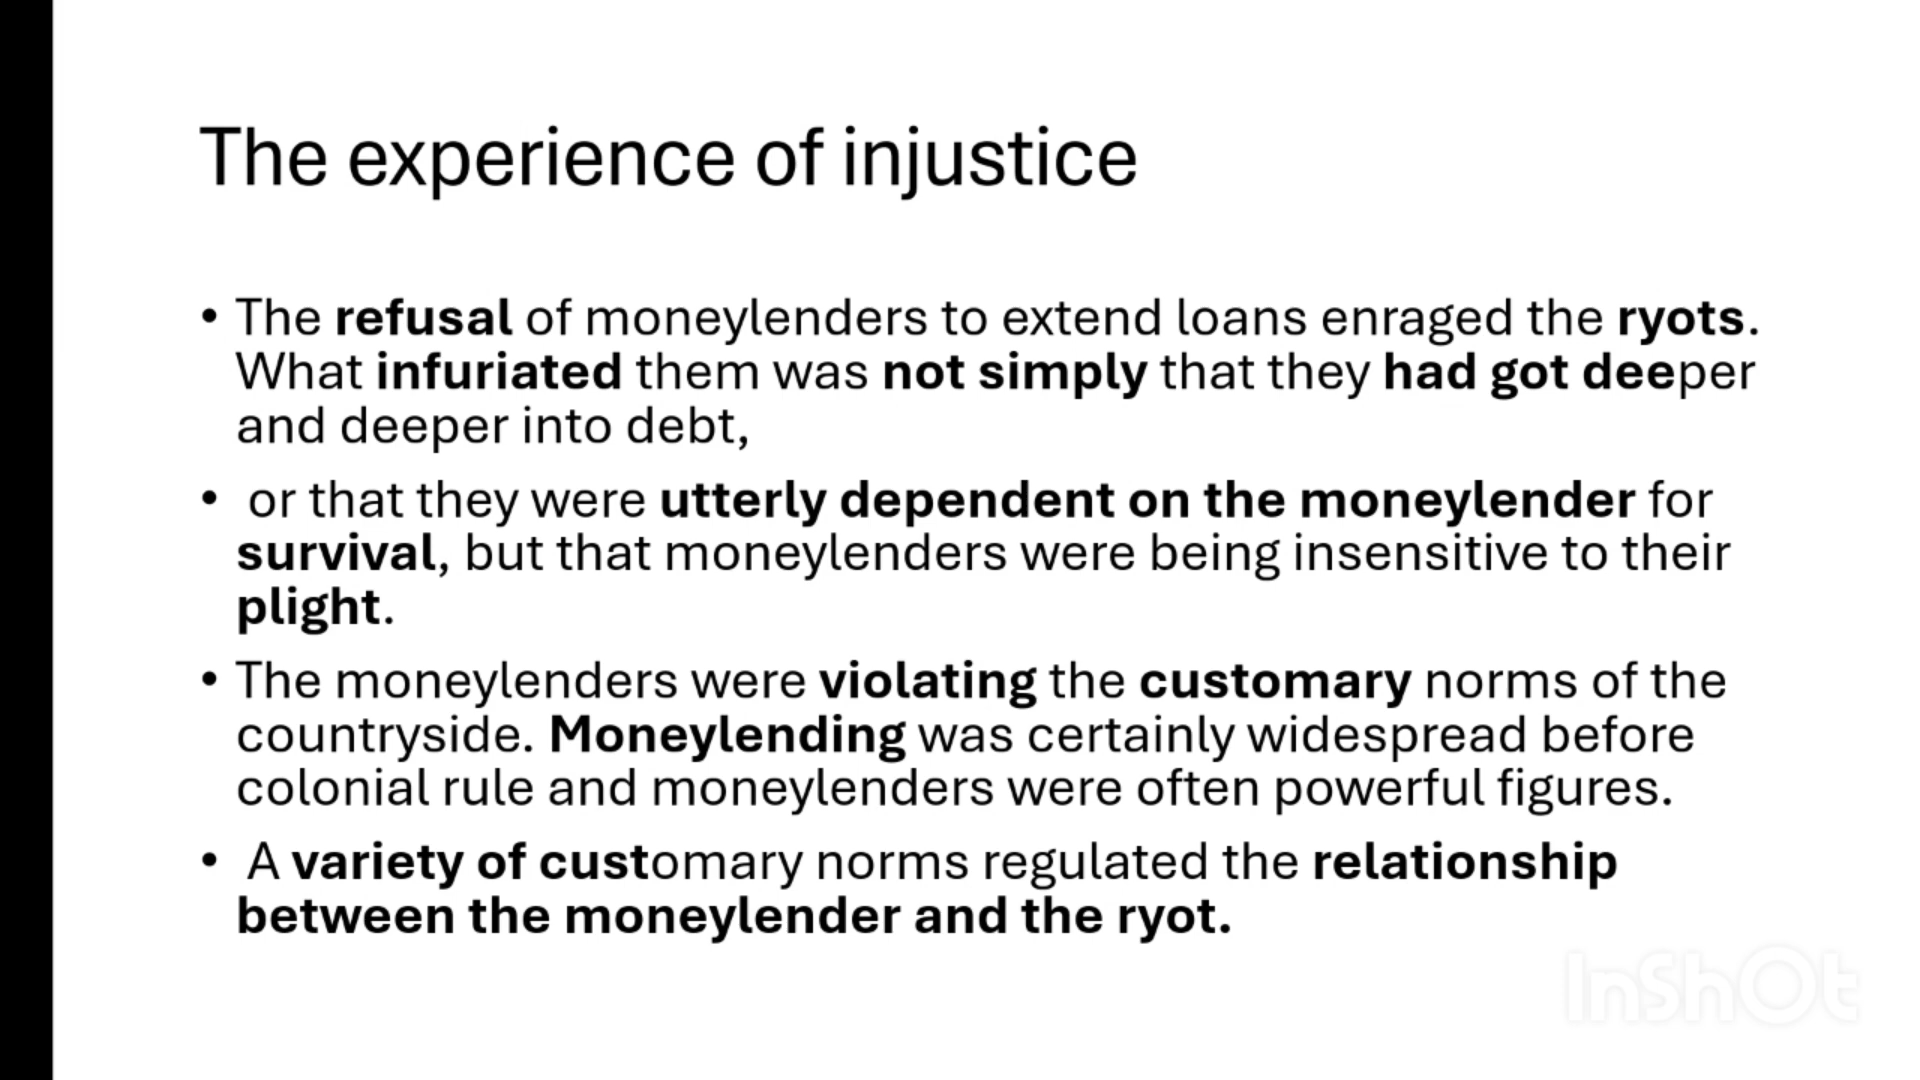 The experience of injustice
• The refusal of moneylenders to extend loans enraged the ryots.
What infuriated them was not simply that they had got deeper
and deeper into debt,
• or that they were utterly dependent on the moneylender for
survival, but that moneylenders were being insensitive to their
plight.
• The moneylenders were violating the customary norms of the
countryside. Moneylending was certainly widespread before
colonial rule and moneylenders were often powerful figures.
• A variety of customary norms regulated the relationship
between the moneylender and the ryot.
InShOt